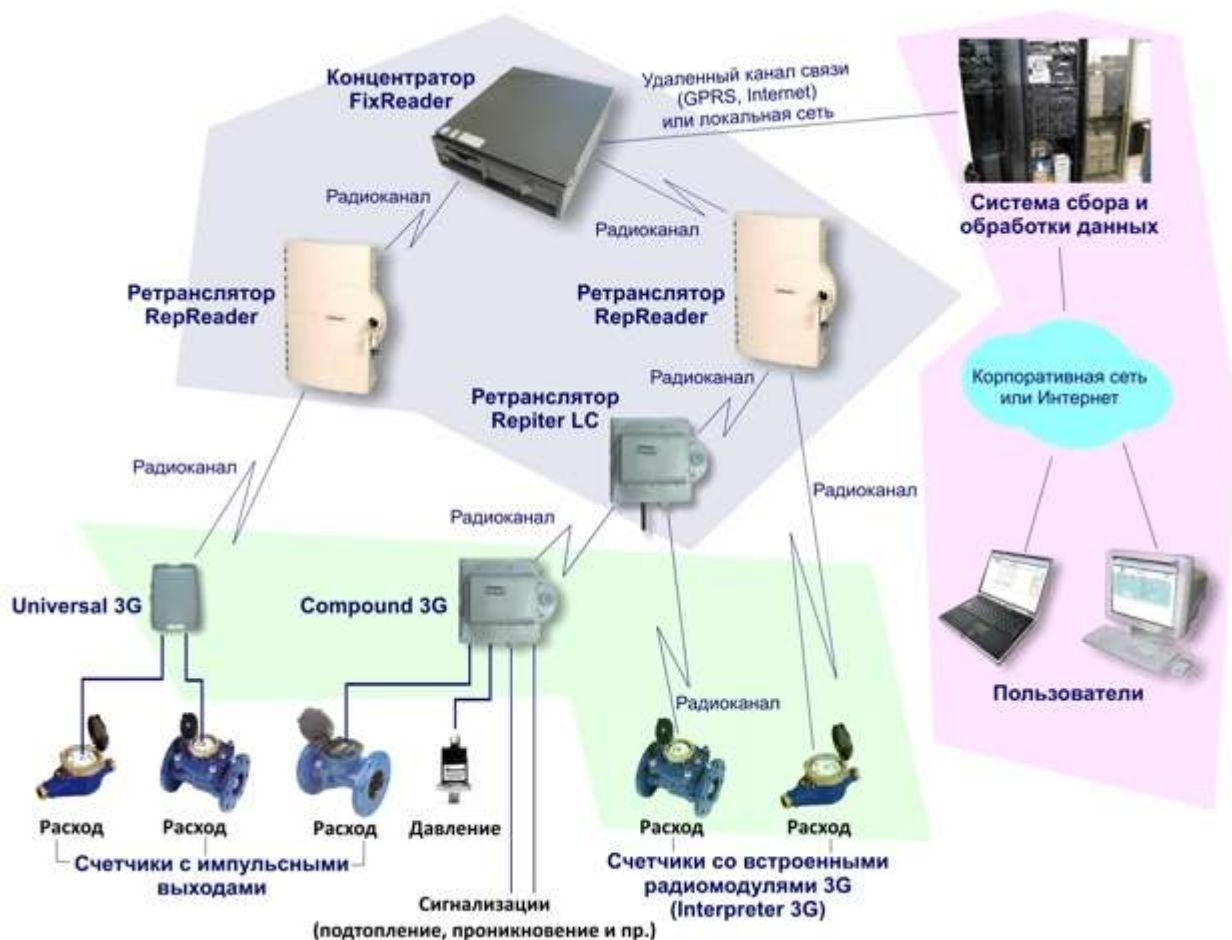 Концентратор
FixReader
Удаленный канал связи
(GPRS, Internet)
или локальная сеть
Радиоканал
Радиоканал
Система сбора и
обработки данных
Ретранслятор
RepReader
Ретранслятор
RepReader
Корпоративная сеть
или Интернет
Радиоканал
Ретранслятор
Repiter LC
Радиоканал
Радиоканал
Радиоканал
Universal 3G
Compound 3G
Пользователи
Радиоканал
Расход
Расход
Расход
Давление
Расход
Расход
Счетчики с импульсными
выходами
Счетчики со встроенными
радиомодулями 3G
(Interpreter 3G)
Сигнализации
(подтопление, проникновение и пр.)